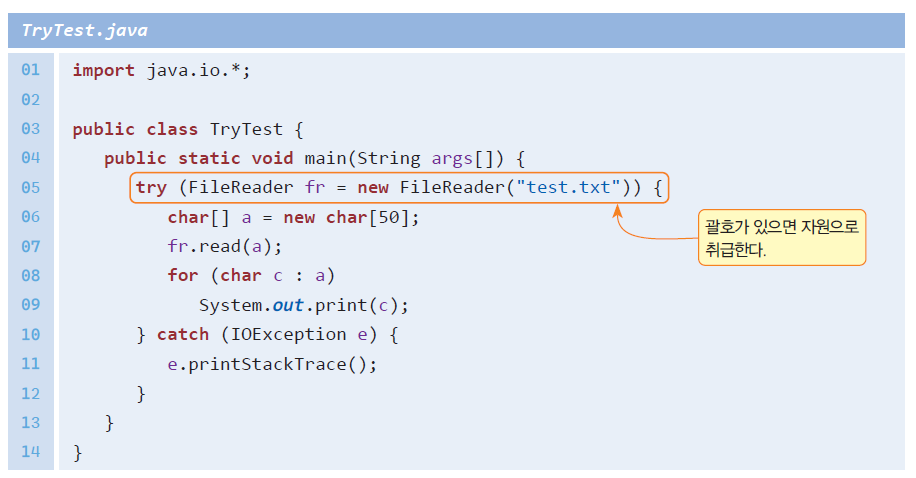 TryTest.java
01 import java.io.*;
02
03 public class TryTest {
04 public static void main(String args[]) {
05 try (FileReader fr = new FileReader("test.txt")) {
06 char[] a = new char[50];
괄호가 있으면 자원으로
취급한다.
07 fr.read(a);
08 for (char c : a)
09 System.out.print(c);
10 } catch (IOException e) {
11 e.printStackTrace();
12 }
13 }
14 }